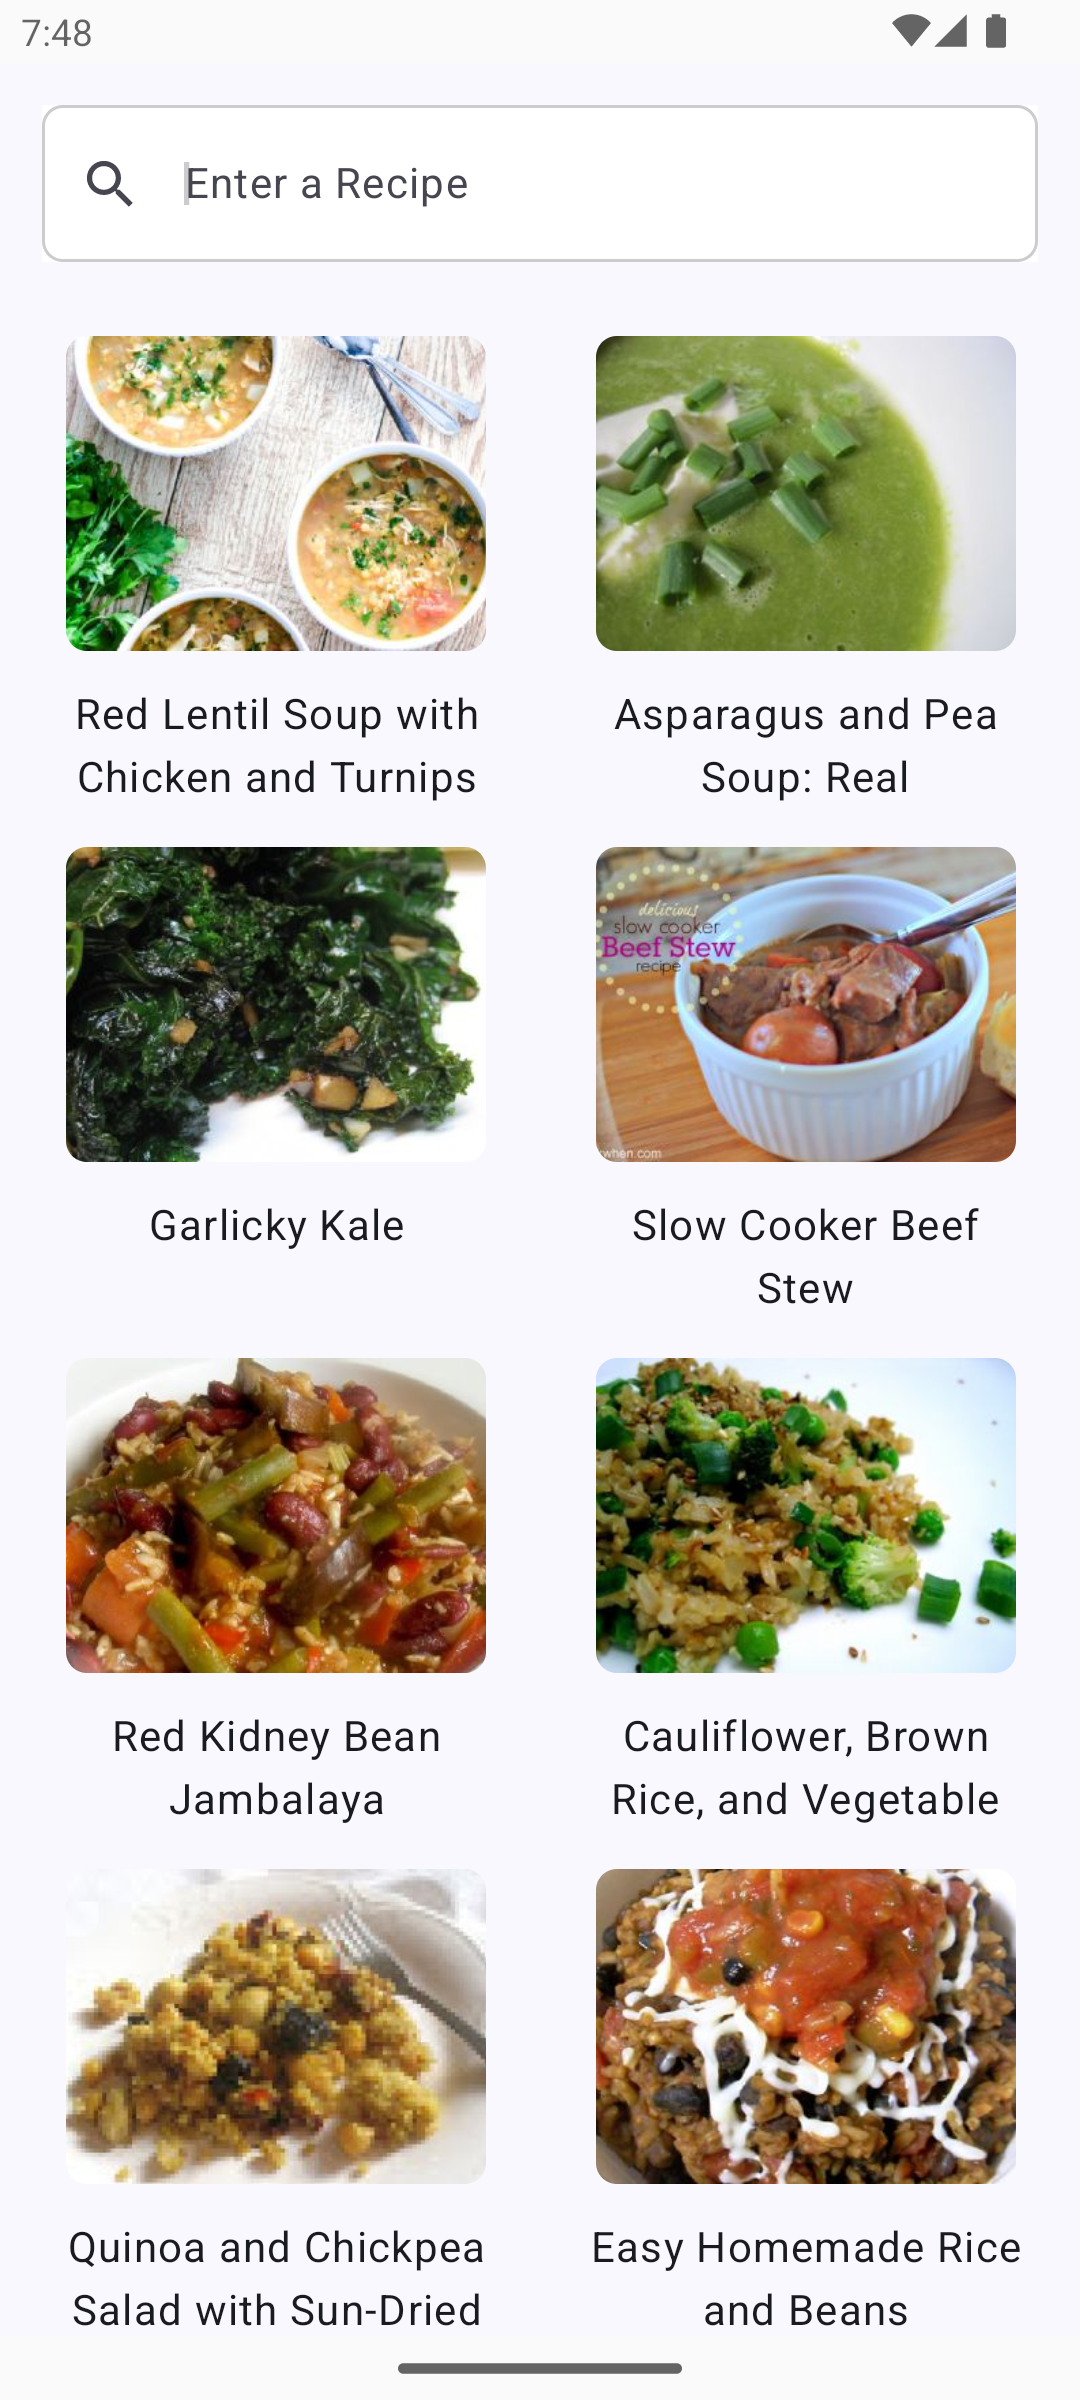 7:48
Enter a Recipe
Red Lentil Soup with
Chicken and Turnips
Asparagus and Pea
Soup: Real
delicious
slow cooker
Beef Stew
recipe
when.com
Garlicky Kale
Slow Cooker Beef
Stew
Red Kidney Bean
Jambalaya
Cauliflower, Brown
Rice, and Vegetable
Quinoa and Chickpea
Salad with Sun-Dried
Easy Homemade Rice
and Beans